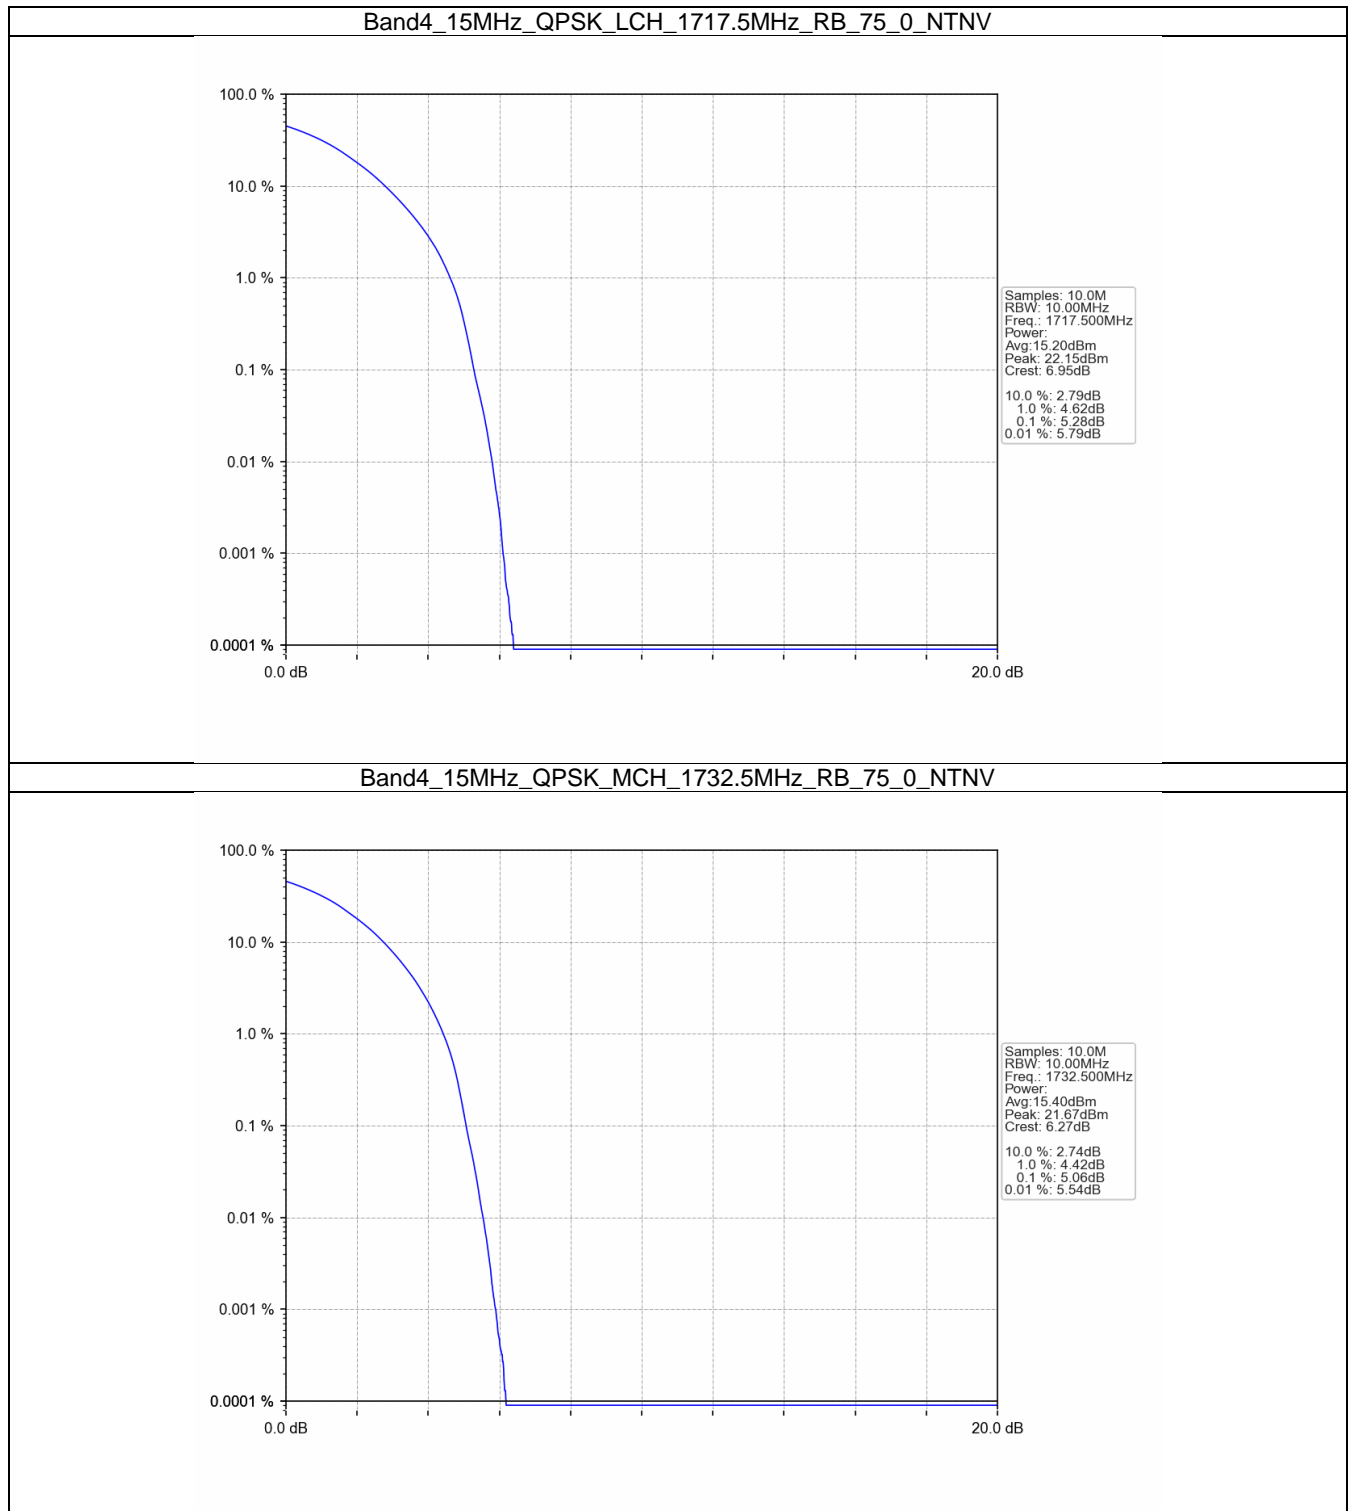 Band4_15MHz_QPSK_LCH_1717.5MHz_RB_75_0_NTNV
100.0 %
10.0 %
1.0 %
0.1 %
0.01 %
0.001 %
0.0001 %
0.0 dB
20.0 dB
Samples: 10.0M
RBW: 10.00MHz
Freq.: 1717.500MHz
Power:
Avg:15.20dBm
Peak: 22.15dBm
Crest: 6.95dB
10.0 %: 2.79dB
1.0 %: 4.62dB
0.1 %: 5.28dB
0.01 %: 5.79dB
Band4_15MHz_QPSK_MCH_1732.5MHz_RB_75_0_NTNV
100.0 %
10.0 %
1.0 %
0.1 %
0.01 %
0.001 %
0.0001 %
0.0 dB
20.0 dB
Samples: 10.0M
RBW: 10.00MHz
Freq.: 1732.500MHz
Power:
Avg:15.40dBm
Peak: 21.67dBm
Crest: 6.27dB
10.0 %: 2.74dB
1.0 %: 4.42dB
0.1 %: 5.06dB
0.01 %: 5.54dB